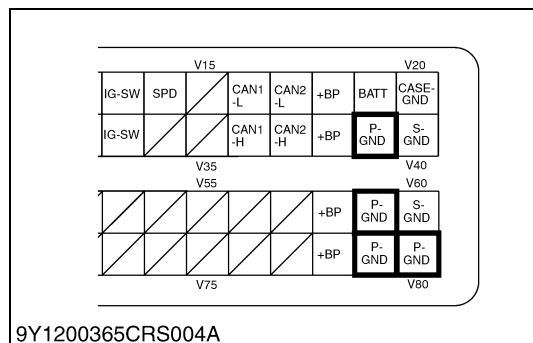 V15 V20
IG-SW SPD CAN1 -L CAN2 -L +BP BATT CASE- GND
IG-SW CAN1 -H CAN2 -H +BP P- GND S- GND
V35 V40
V55 V60
+BP P- GND S- GND
+BP P- GND P- GND
V75 V80
9Y1200365CRS004A